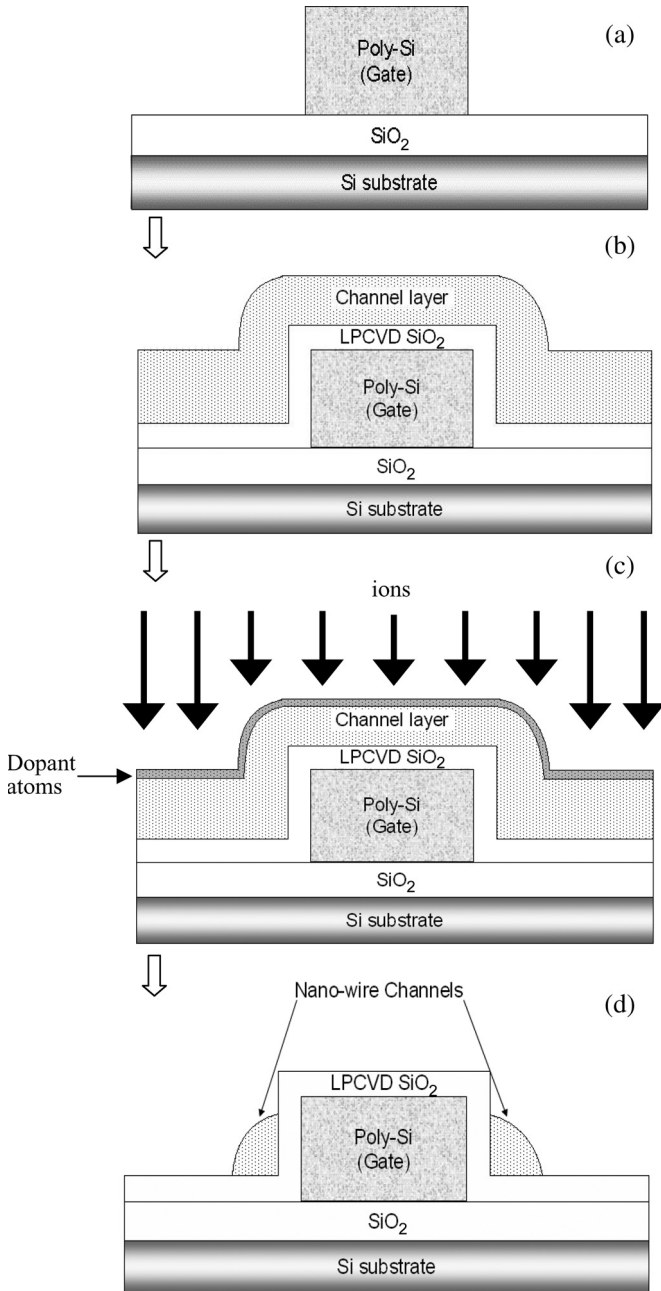 (a)
Poly-Si
(Gate)
SiO₂
Si substrate
(b)
Channel layer
LPCVD SiO₂
Poly-Si
(Gate)
SiO₂
Si substrate
(c)
ions
Channel layer
LPCVD SiO₂
Dopant
atoms
Poly-Si
(Gate)
SiO₂
Si substrate
(d)
Nano-wire Channels
LPCVD SiO₂
Poly-Si
(Gate)
SiO₂
Si substrate